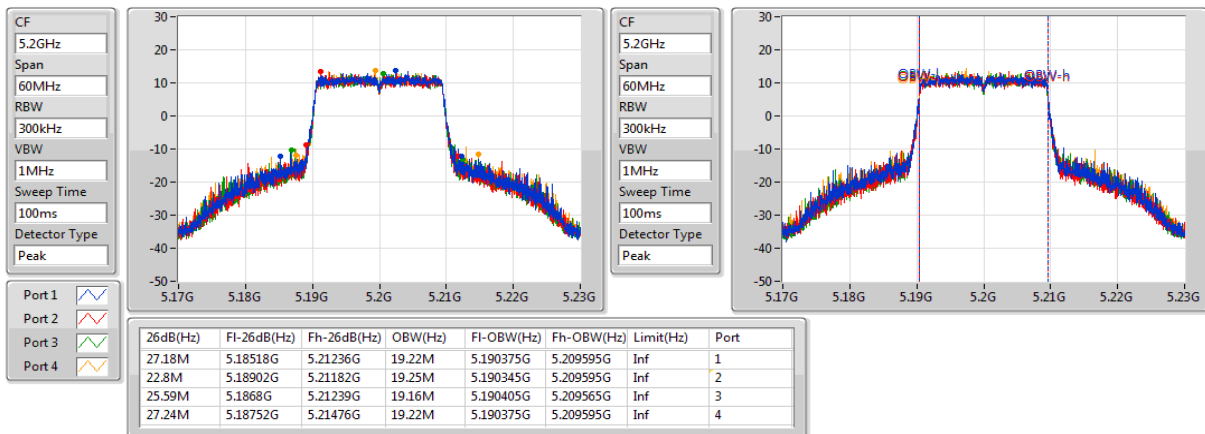 CF
5.2GHz
Span
60MHz
RBW
300kHz
VBW
1MHz
Sweep Time
100ms
Detector Type
Peak
30
20
10
0
-10
-20
-30
-40
-50
5.17G 5.18G 5.19G 5.2G 5.21G 5.22G 5.23G
CF
5.2GHz
Span
60MHz
RBW
300kHz
VBW
1MHz
Sweep Time
100ms
Detector Type
Peak
30
20
10
0
-10
-20
-30
-40
-50
OBW-h
5.17G 5.18G 5.19G 5.2G 5.21G 5.22G 5.23G
Port 1
Port 2
Port 3
Port 4
26dB(Hz) Fl-26dB(Hz) Fh-26dB(Hz) OBW(Hz) Fl-OBW(Hz) Fh-OBW(Hz) Limit(Hz) Port
27.18M 5.18518G 5.21236G 19.22M 5.190375G 5.209595G Inf 1
22.8M 5.18902G 5.21182G 19.25M 5.190345G 5.209595G Inf 2
25.59M 5.1868G 5.21239G 19.16M 5.190405G 5.209565G Inf 3
27.24M 5.18752G 5.21476G 19.22M 5.190375G 5.209595G Inf 4